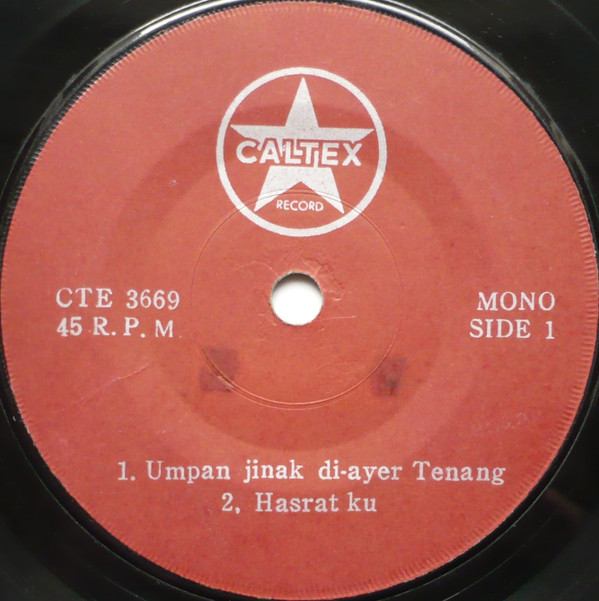 CALTEX
RECORD
CTE 3669
45 R. P. M.
MONO
SIDE 1
1. Umpan jinak di-ayer Tenang
2, Hasrat ku